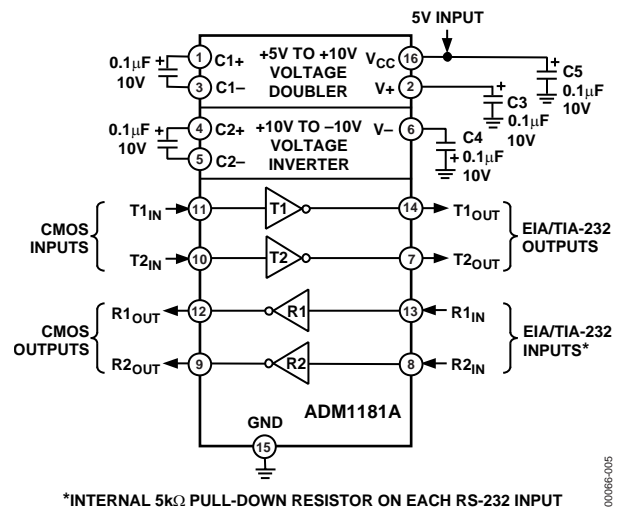 5V INPUT
0.1μF
10V
+
1
C1+
3
C1–
+5V TO +10V
VOLTAGE
DOUBLER
VCC
16
V+
2
+
C5
0.1μF
10V
+
C3
0.1μF
10V
0.1μF
10V
+
4
C2+
5
C2–
+10V TO –10V
VOLTAGE
INVERTER
V–
6
C4
+
0.1μF
10V
CMOS
INPUTS
T1IN
11
T1
14
T1OUT
T2IN
10
T2
7
T2OUT
EIA/TIA-232
OUTPUTS
CMOS
OUTPUTS
R1OUT
12
R1
13
R1IN
R2OUT
9
R2
8
R2IN
EIA/TIA-232
INPUTS*
ADM1181A
GND
15
*INTERNAL 5kΩ PULL-DOWN RESISTOR ON EACH RS-232 INPUT
00066-005